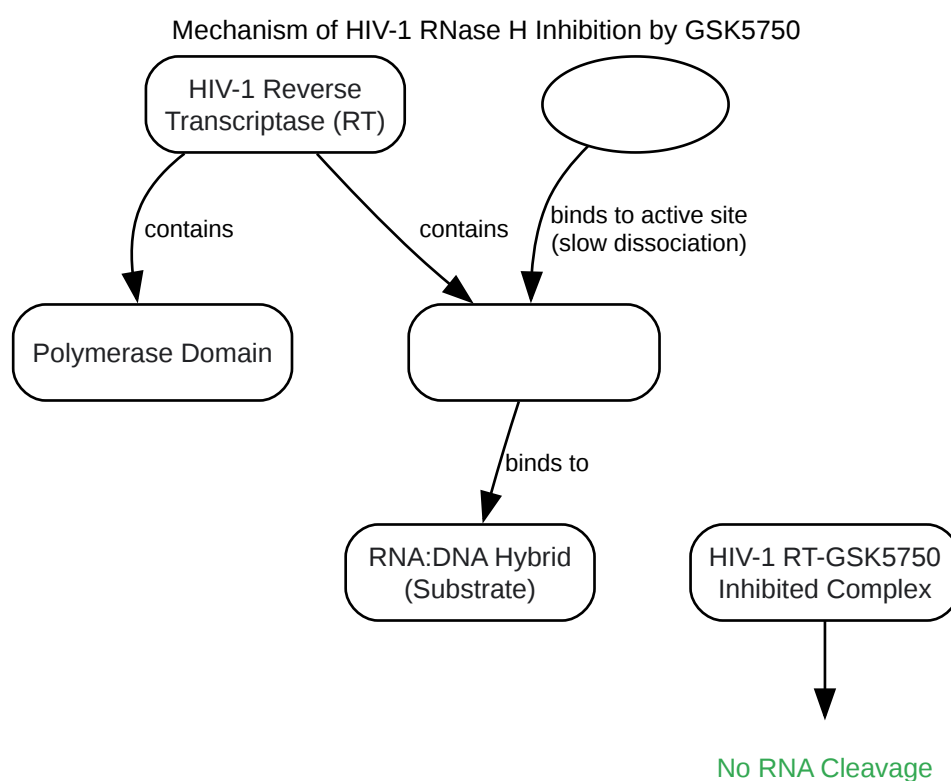 Mechanism of HIV-1 RNase H Inhibition by GSK5750
HIV-1 Reverse
Transcriptase (RT)
contains
contains
binds to active site
(slow dissociation)
Polymerase Domain
binds to
RNA:DNA Hybrid
(Substrate)
HIV-1 RT-GSK5750
Inhibited Complex
No RNA Cleavage